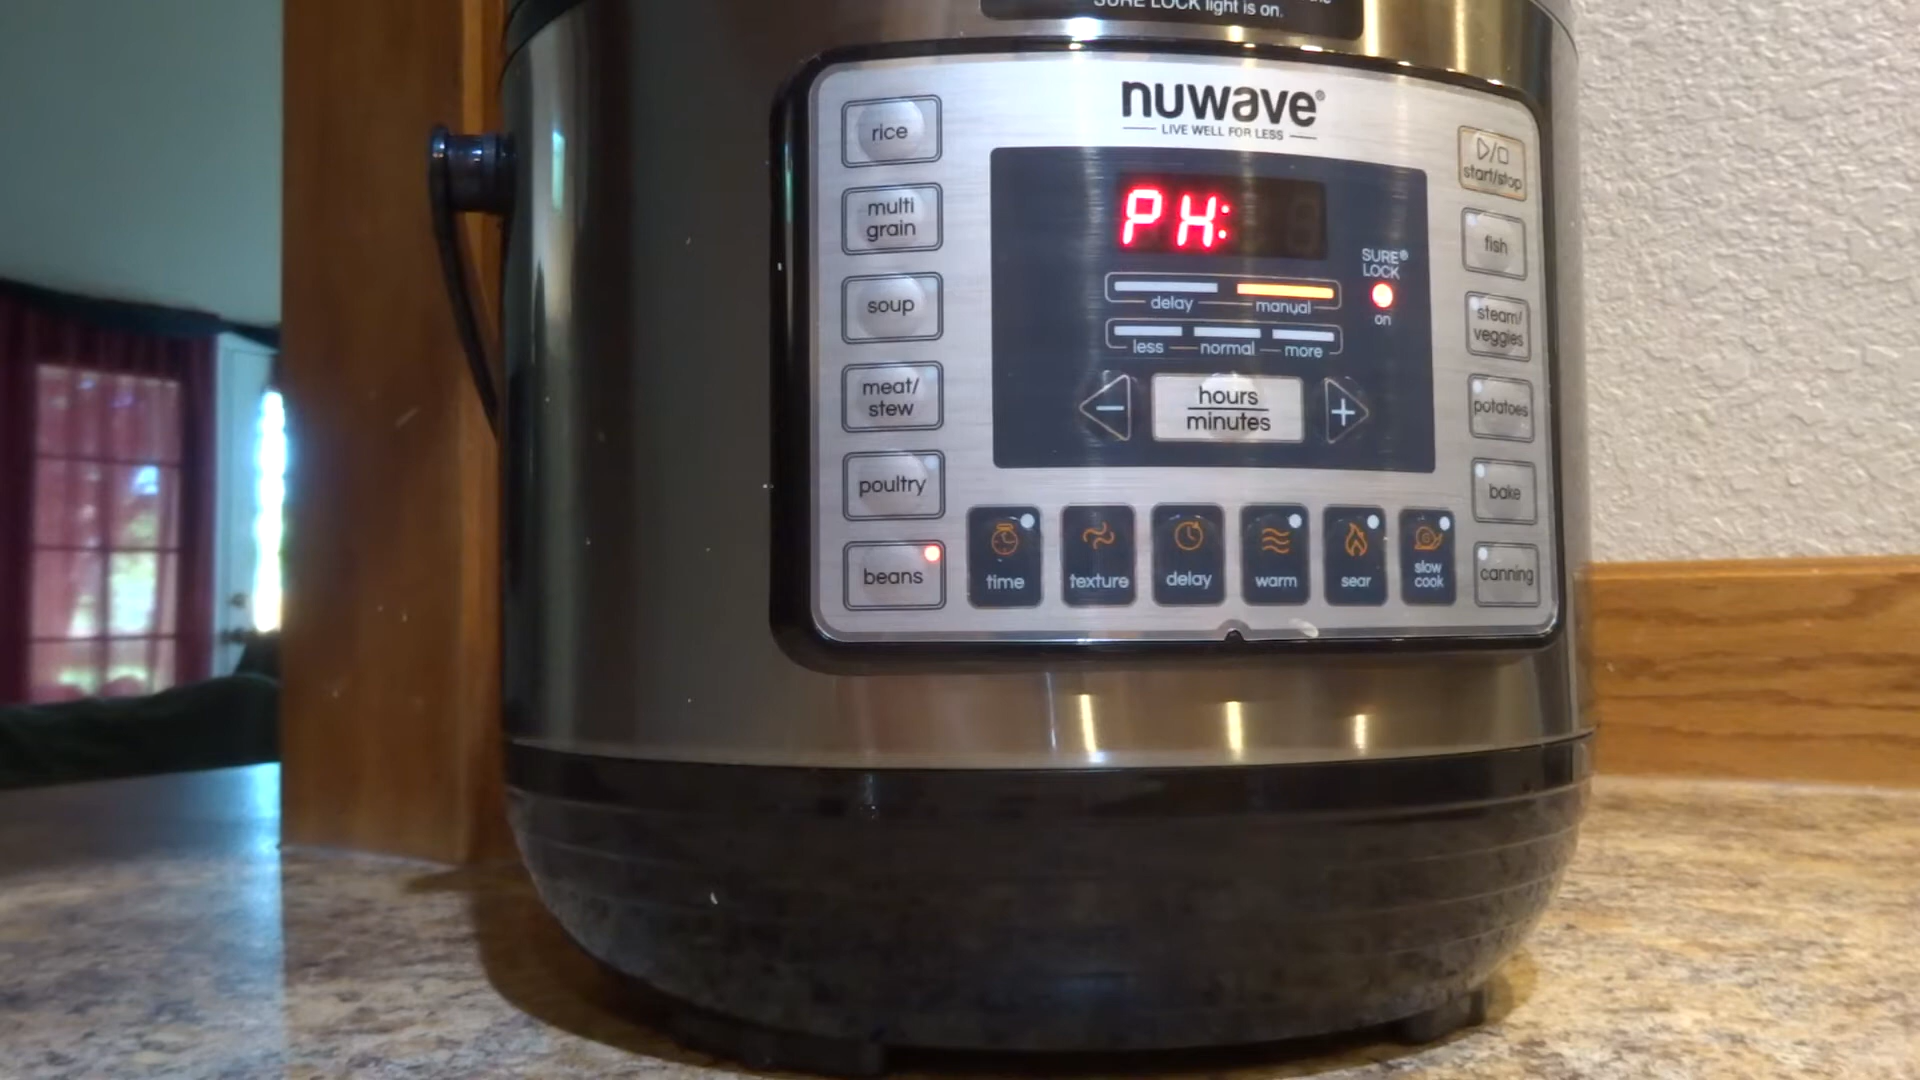 SURE LOCK light is on.
nuwave®
LIVE WELL FOR LESS
rice
multi
grain
soup
meat/
stew
poultry
beans
PH:
SURE®
LOCK
on
delay
manual
less
normal
more
−
hours
minutes
+
time
texture
delay
warm
sear
slow
cook
start/stop
fish
steam/
veggies
potatoes
bake
canning